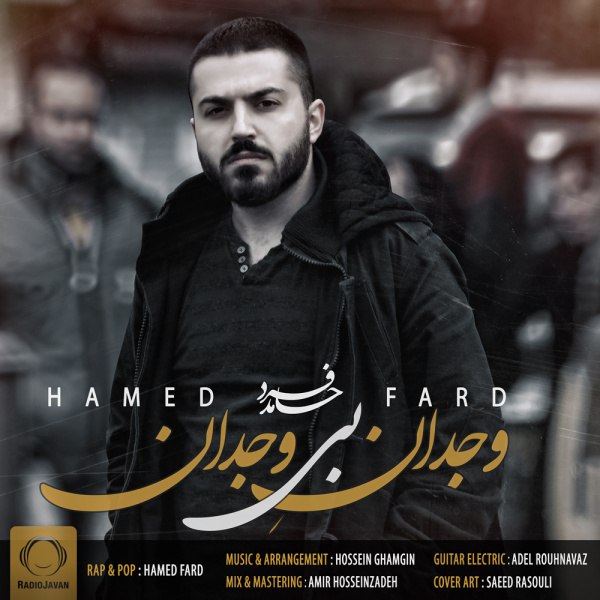 HAMED حامد فرد FARD
وجدانِ بی وجدان
RADIOJAVAN
RAP & POP : HAMED FARD
MUSIC & ARRANGEMENT : HOSSEIN GHAMGIN
MIX & MASTERING : AMIR HOSSEINZADEH
GUITAR ELECTRIC : ADEL ROUHNAVAZ
COVER ART : SAEED RASOULI